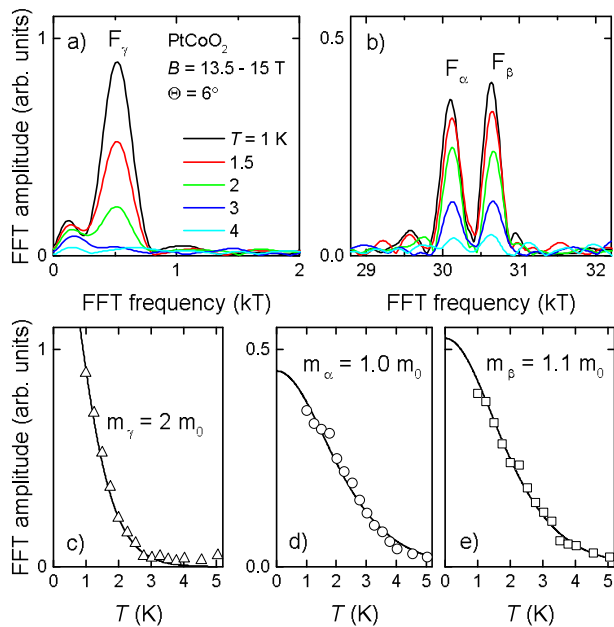 a)
F_γ
PtCoO₂
B = 13.5 - 15 T
Θ = 6°
T = 1 K
1.5
2
3
4
FFT amplitude (arb. units)
1
0
0 1 2
FFT frequency (kT)
b)
F_α
F_β
0.5
0.0
29 30 31 32
FFT frequency (kT)
FFT amplitude (arb. units)
1
0
m_γ = 2 m₀
c)
0 1 2 3 4 5
T (K)
0.5
0.0
m_α = 1.0 m₀
d)
0 1 2 3 4 5
T (K)
m_β = 1.1 m₀
e)
0 1 2 3 4 5
T (K)